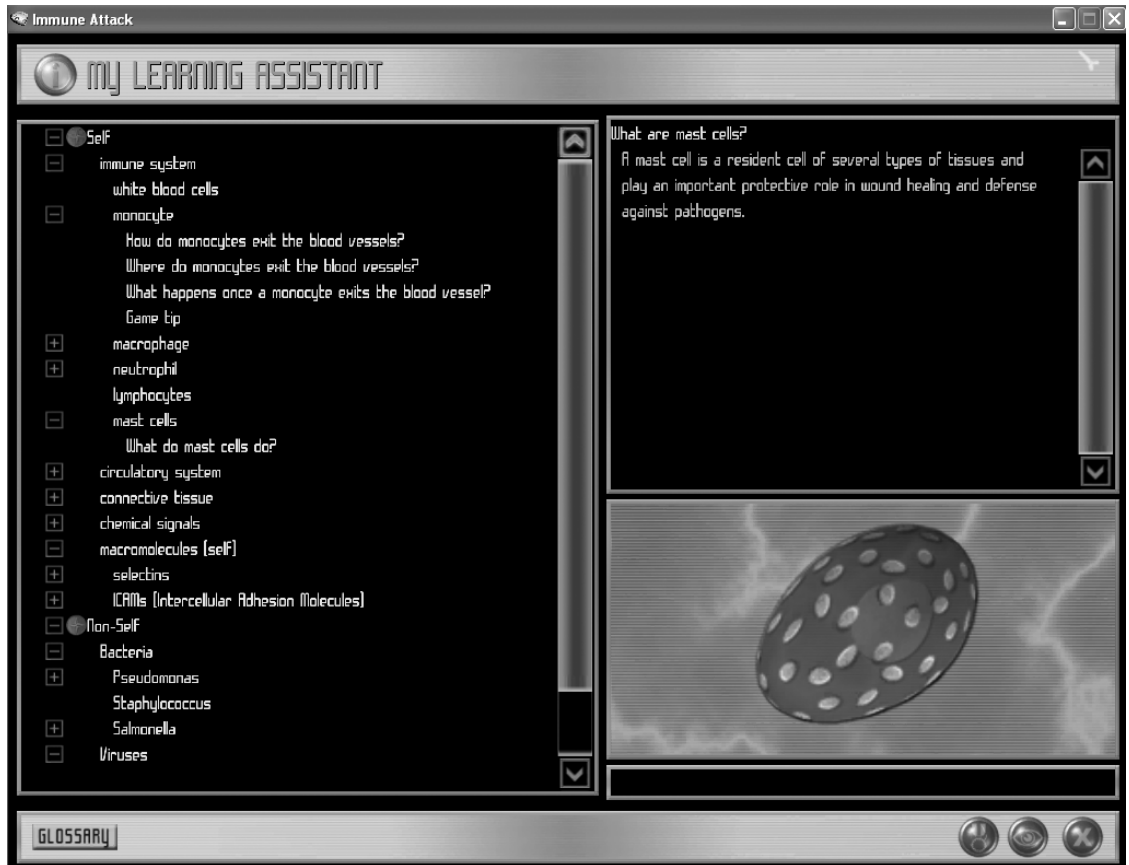 Immune Attack
MY LEARNING ASSISTANT
Self
immune system
white blood cells
monocyte
How do monocytes exit the blood vessels?
Where do monocytes exit the blood vessels?
What happens once a monocyte exits the blood vessel?
Game tip
macrophage
neutrophil
lymphocytes
mast cells
What do mast cells do?
circulatory system
connective tissue
chemical signals
macromolecules (self)
selectins
ICAMs (Intercellular Adhesion Molecules)
Non-Self
Bacteria
Pseudomonas
Staphylococcus
Salmonella
Viruses
What are mast cells?
A mast cell is a resident cell of several types of tissues and
play an important protective role in wound healing and defense
against pathogens.
GLOSSARY